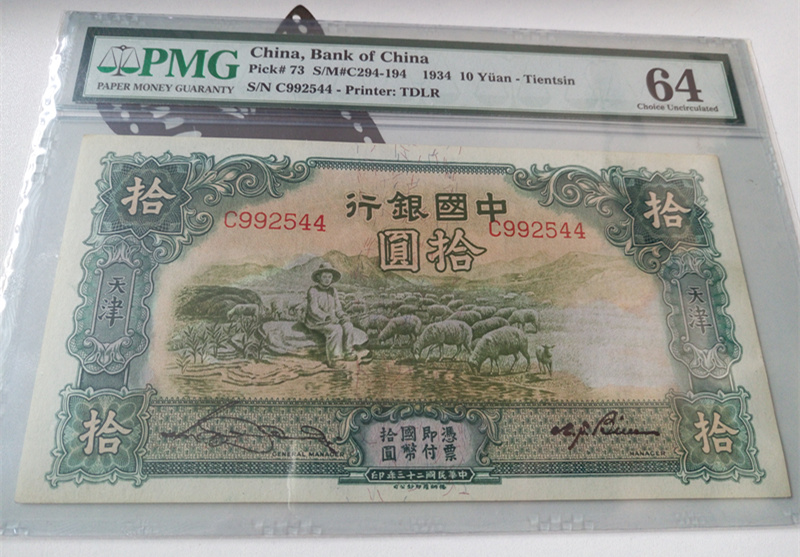 PMG
PAPER MONEY GUARANTY
China, Bank of China
Pick# 73 S/M#C294-194 1934 10 Yüan - Tientsin
S/N C992544 - Printer: TDLR
64
Choice Uncirculated
拾
拾
中國銀行
C992544
C992544
拾圓
天津
天津
拾
拾
憑票
即付
國幣
拾圓
GENERAL MANAGER
MANAGER
中華民國二十三年印